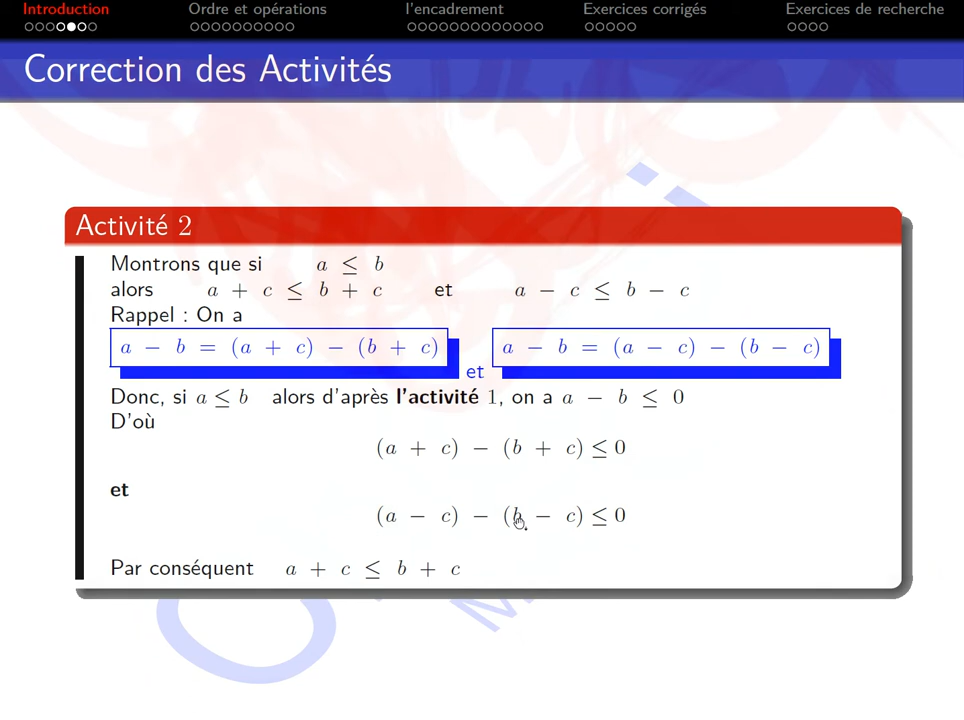 Introduction Ordre et opérations l'encadrement Exercices corrigés Exercices de recherche
Correction des Activités
Activité 2
Montrons que si a ≤ b
alors a + c ≤ b + c et a − c ≤ b − c
Rappel : On a
a − b = (a + c) − (b + c) et a − b = (a − c) − (b − c)
Donc, si a ≤ b alors d'après l'activité 1, on a a − b ≤ 0
D'où
(a + c) − (b + c) ≤ 0
et
(a − c) − (b − c) ≤ 0
Par conséquent a + c ≤ b + c